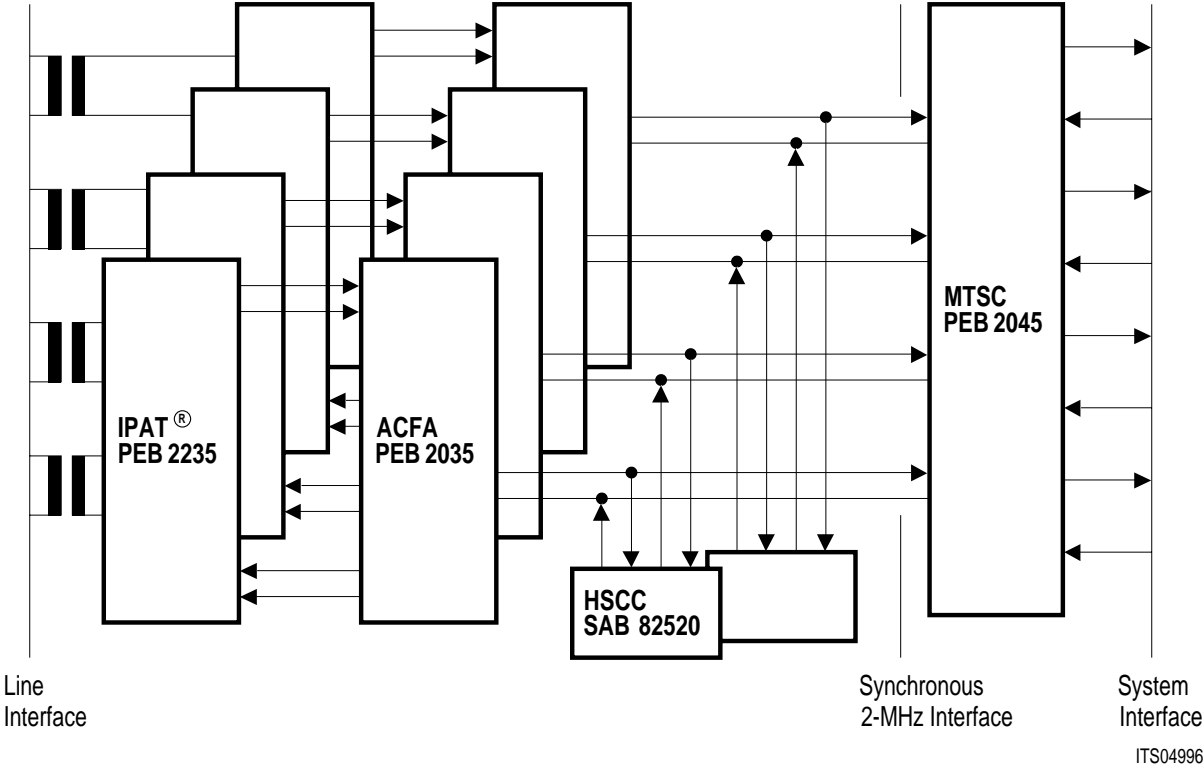 IPAT ®
PEB 2235
ACFA
PEB 2035
HSCC
SAB 82520
MTSC
PEB 2045
Line
Interface
Synchronous
2-MHz Interface
System
Interface
ITS04996